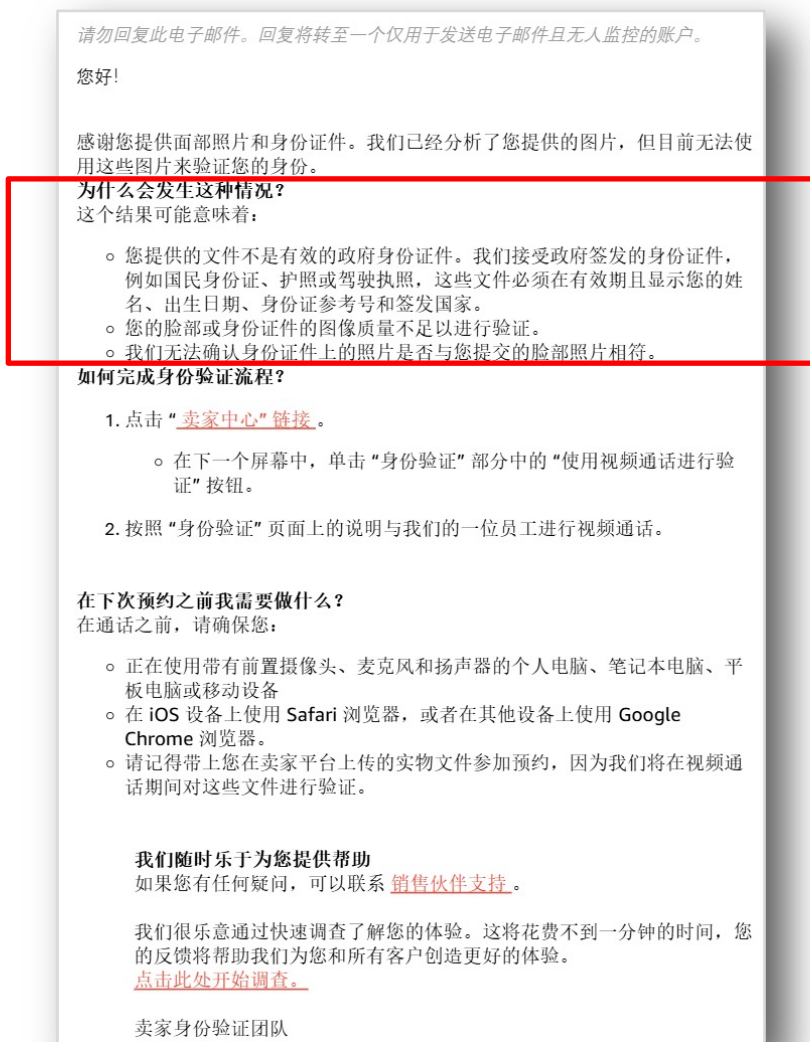 请勿回复此电子邮件。回复将转至一个仅用于发送电子邮件且无人监控的账户。
您好!
感谢您提供面部照片和身份证件。我们已经分析了您提供的图片，但目前无法使
用这些图片来验证您的身份。
为什么会发生这种情况？
这个结果可能意味着：
○ 您提供的文件不是有效的政府身份证件。我们接受政府签发的身份证件，
例如国民身份证、护照或驾驶执照，这些文件必须在有效期且显示您的姓
名、出生日期、身份证参考号和签发国家。
○ 您的脸部或身份证件的图像质量不足以进行验证。
○ 我们无法确认身份证件上的照片是否与您提交的脸部照片相符。
如何完成身份验证流程？
1. 点击 “ 卖家中心” 链接 。
○ 在下一个屏幕中，单击 “身份验证” 部分中的 “使用视频通话进行验
证” 按钮。
2. 按照 “身份验证” 页面上的说明与我们的一位员工进行视频通话。
在下次预约之前我需要做什么？
在通话之前，请确保您：
○ 正在使用带有前置摄像头、麦克风和扬声器的个人电脑、笔记本电脑、平
板电脑或移动设备
○ 在 iOS 设备上使用 Safari 浏览器，或者在其他设备上使用 Google
Chrome 浏览器。
○ 请记得带上您在卖家平台上传的实物文件参加预约，因为我们将在视频通
话期间对这些文件进行验证。
我们随时乐于为您提供帮助
如果您有任何疑问，可以联系 销售伙伴支持 。
我们很乐意通过快速调查了解您的体验。这将花费不到一分钟的时间，您
的反馈将帮助我们为您和所有客户创造更好的体验。
点击此处开始调查。
卖家身份验证团队